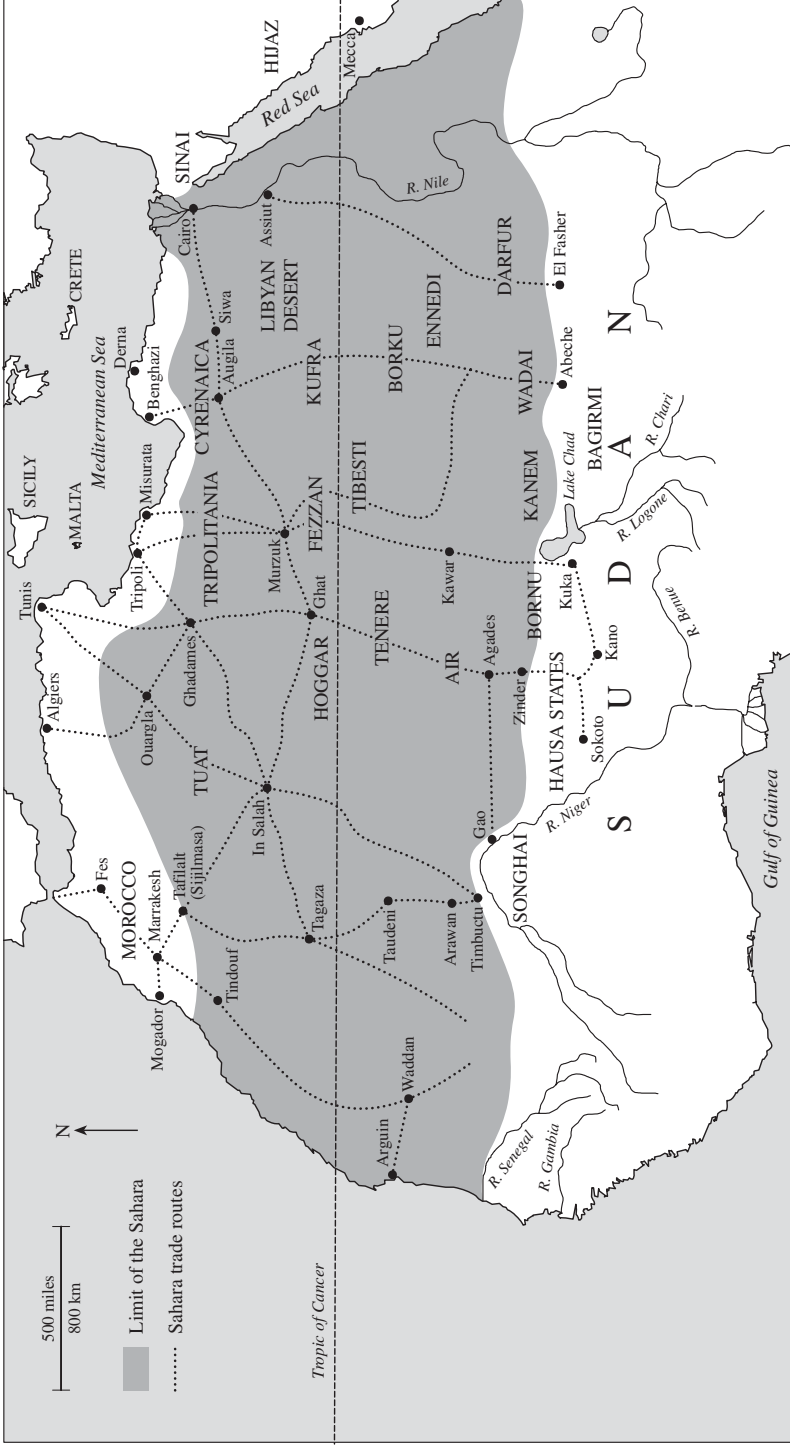 500 miles
800 km
Limit of the Sahara
Sahara trade routes
N
Tropic of Cancer
Mediterranean Sea
SICILY
MALTA
CRETE
Tunis
Algiers
Fes
MOROCCO
Marrakesh
Mogador
Tafilalt
(Sijilmasa)
Tindouf
Ouargla
TUAT
Ghadames
Tripoli
Misurata
TRIPOLITANIA
Benghazi
Derna
CYRENAICA
Augila
Siwa
Cairo
SINAI
HIJAZ
Red Sea
Mecca
LIBYAN
DESERT
Assiut
R. Nile
In Salah
Tagaza
HOGGAR
Ghat
Murzuk
FEZZAN
TIBESTI
KUFRA
BORKU
ENNEDI
DARFUR
El Fasher
WADAI
Abeche
TENERE
Kawar
AIR
Agades
Zinder
KANEM
Lake Chad
BORNU
Kuka
BAGIRMI
R. Chari
R. Logone
Kano
HAUSA STATES
Sokoto
R. Benue
Taudeni
Arawan
Timbuctu
Gao
SONGHAI
R. Niger
Waddan
Arguin
R. Senegal
R. Gambia
SUDAN
Gulf of Guinea